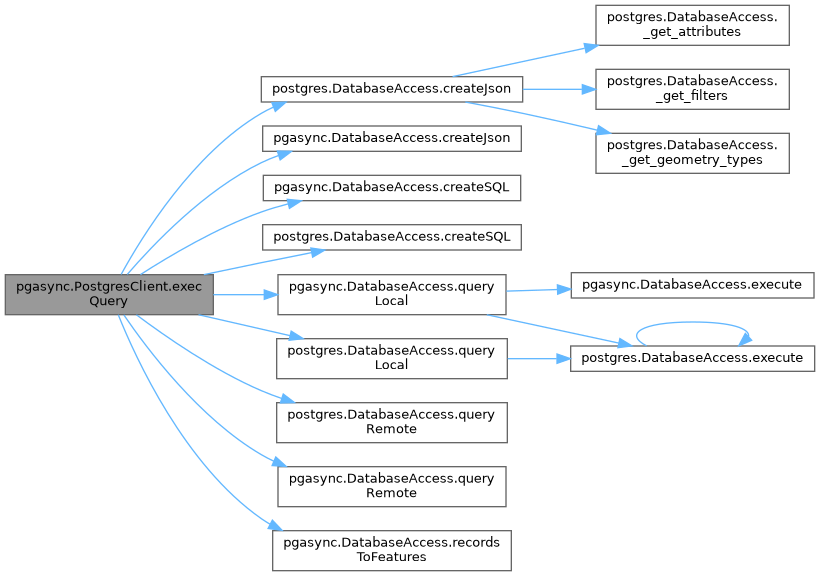 pgasync.PostgresClient.exec
Query
postgres.DatabaseAccess.createJson
pgasync.DatabaseAccess.createJson
pgasync.DatabaseAccess.createSQL
postgres.DatabaseAccess.createSQL
pgasync.DatabaseAccess.query
Local
postgres.DatabaseAccess.query
Local
postgres.DatabaseAccess.query
Remote
pgasync.DatabaseAccess.query
Remote
pgasync.DatabaseAccess.records
ToFeatures
postgres.DatabaseAccess.
_get_attributes
postgres.DatabaseAccess.
_get_filters
postgres.DatabaseAccess.
_get_geometry_types
pgasync.DatabaseAccess.execute
postgres.DatabaseAccess.execute